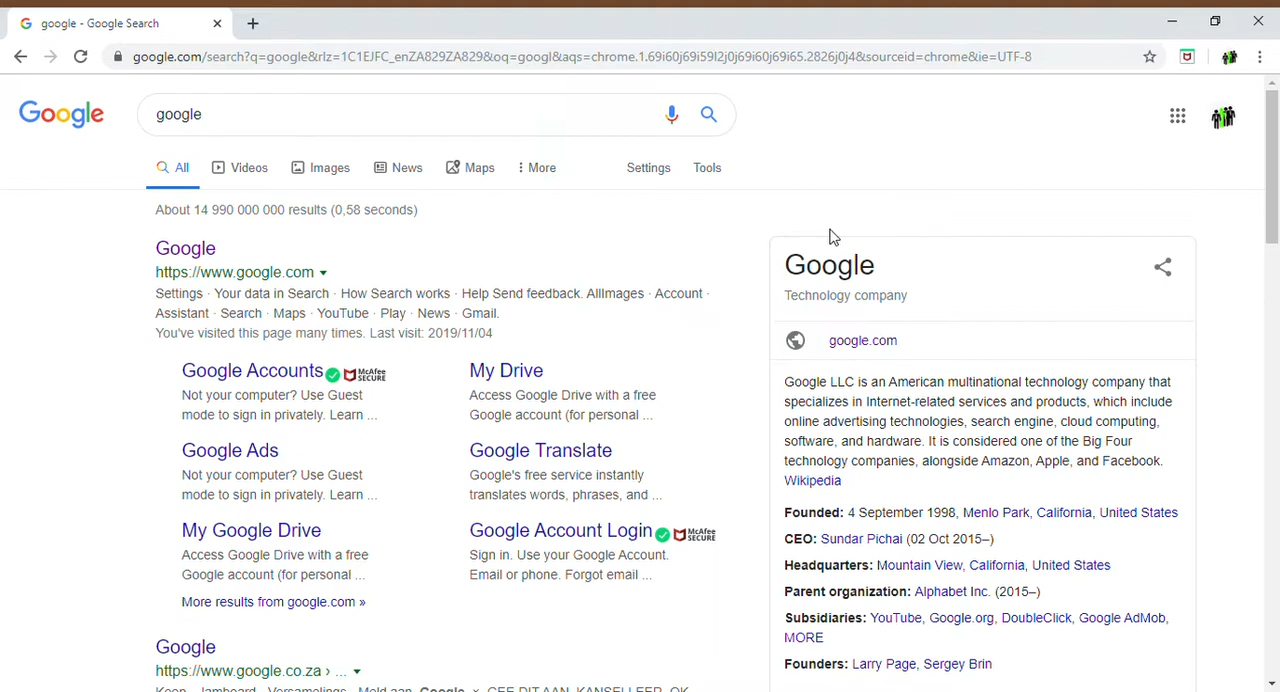 google - Google Search
google.com/search?q=google&rlz=1C1EJFC_enZA829ZA829&oq=googl&aqs=chrome.1.69i60j69i59l2j0j69i60j69i65.2826j0j4&sourceid=chrome&ie=UTF-8
Google
google
All
Videos
Images
News
Maps
More
Settings
Tools
About 14 990 000 000 results (0,58 seconds)
Google
https://www.google.com
Settings · Your data in Search · How Search works · Help Send feedback. AllImages · Account ·
Assistant · Search · Maps · YouTube · Play · News · Gmail.
You've visited this page many times. Last visit: 2019/11/04
Google Accounts McAfee SECURE
Not your computer? Use Guest
mode to sign in privately. Learn ...
My Drive
Access Google Drive with a free
Google account (for personal ...
Google Ads
Not your computer? Use Guest
mode to sign in privately. Learn ...
Google Translate
Google's free service instantly
translates words, phrases, and ...
My Google Drive
Access Google Drive with a free
Google account (for personal ...
Google Account Login McAfee SECURE
Sign in. Use your Google Account.
Email or phone. Forgot email ...
More results from google.com »
Google
https://www.google.co.za › ...
Google
Technology company
google.com
Google LLC is an American multinational technology company that
specializes in Internet-related services and products, which include
online advertising technologies, search engine, cloud computing,
software, and hardware. It is considered one of the Big Four
technology companies, alongside Amazon, Apple, and Facebook.
Wikipedia
Founded: 4 September 1998, Menlo Park, California, United States
CEO: Sundar Pichai (02 Oct 2015–)
Headquarters: Mountain View, California, United States
Parent organization: Alphabet Inc. (2015–)
Subsidiaries: YouTube, Google.org, DoubleClick, Google AdMob,
MORE
Founders: Larry Page, Sergey Brin